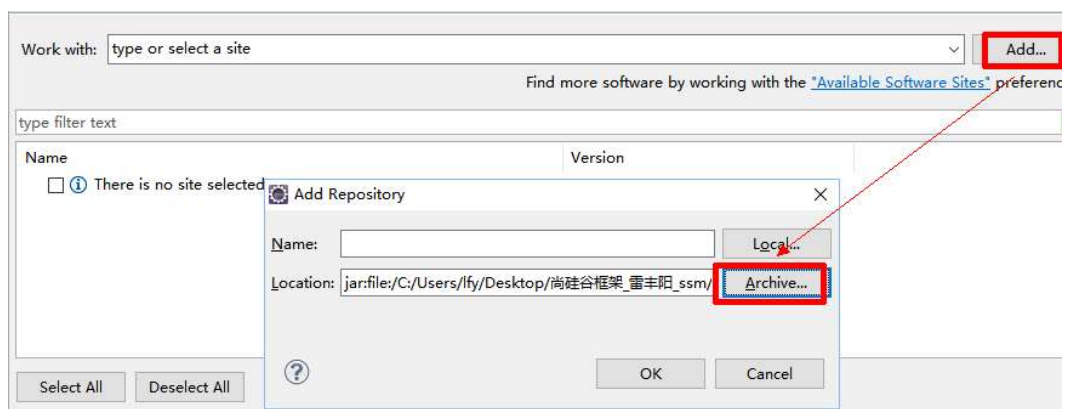 Work with: type or select a site Add...
Find more software by working with the "Available Software Sites" preferenc
type filter text
Name Version
There is no site selected
Add Repository
Name: Local...
Location: jar:file:/C:/Users/lfy/Desktop/尚硅谷框架_雷丰阳_ssm/ Archive...
OK Cancel
Select All Deselect All